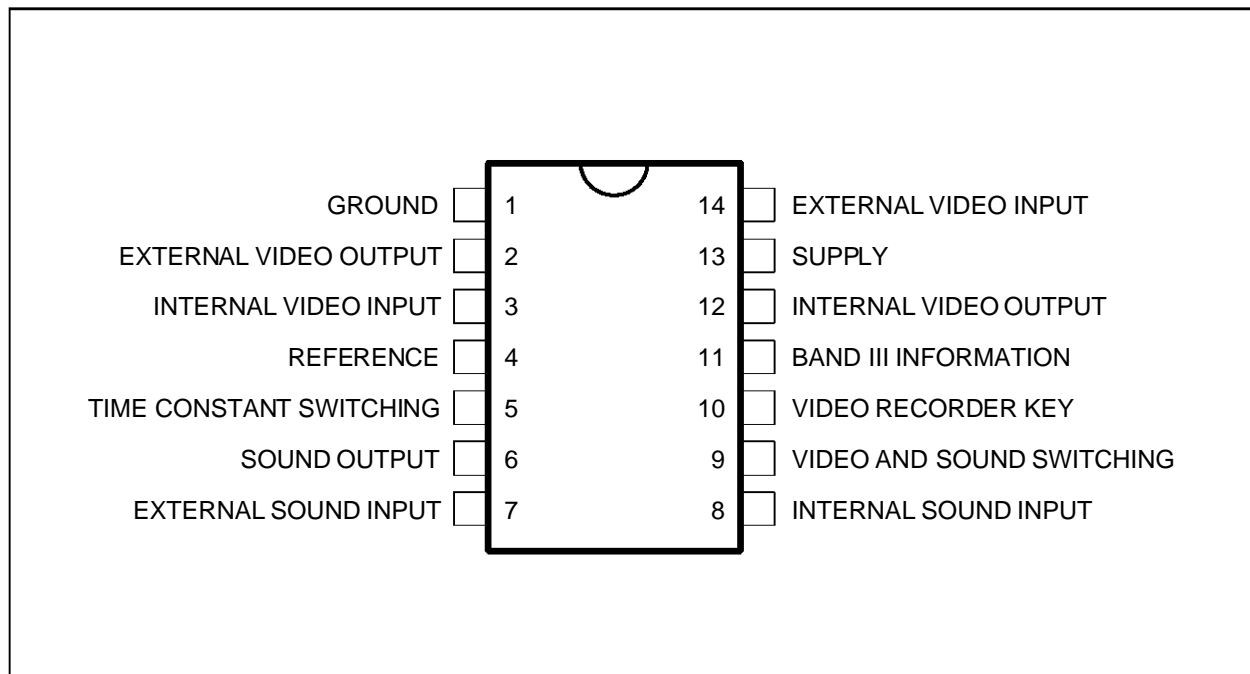 GROUND 1 14 EXTERNAL VIDEO INPUT
EXTERNAL VIDEO OUTPUT 2 13 SUPPLY
INTERNAL VIDEO INPUT 3 12 INTERNAL VIDEO OUTPUT
REFERENCE 4 11 BAND III INFORMATION
TIME CONSTANT SWITCHING 5 10 VIDEO RECORDER KEY
SOUND OUTPUT 6 9 VIDEO AND SOUND SWITCHING
EXTERNAL SOUND INPUT 7 8 INTERNAL SOUND INPUT